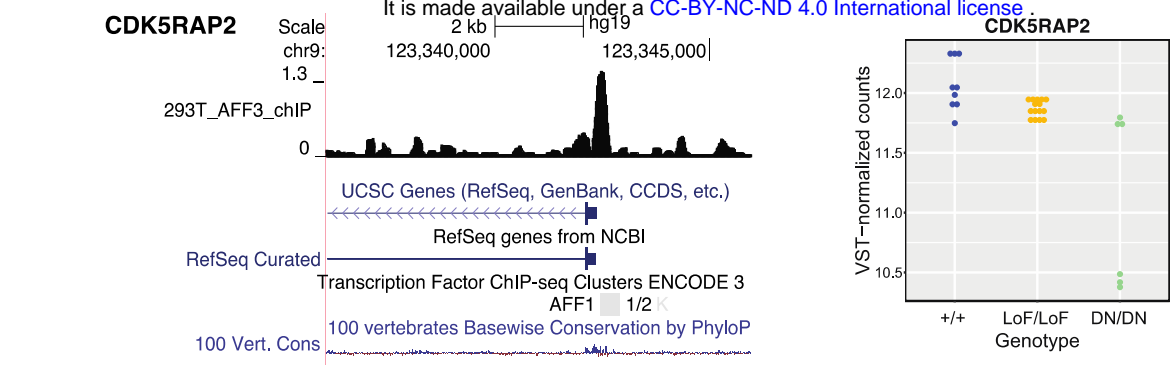 It is made available under a CC-BY-NC-ND 4.0 International license .
CDK5RAP2
Scale
2 kb
hg19
chr9:
123,340,000
123,345,000
1.3
293T_AFF3_chIP
0
UCSC Genes (RefSeq, GenBank, CCDS, etc.)
RefSeq genes from NCBI
RefSeq Curated
Transcription Factor ChIP-seq Clusters ENCODE 3
AFF1 1/2 K
100 vertebrates Basewise Conservation by PhyloP
100 Vert. Cons
CDK5RAP2
VST−normalized counts
12.0
11.5
11.0
10.5
+/+
LoF/LoF
DN/DN
Genotype